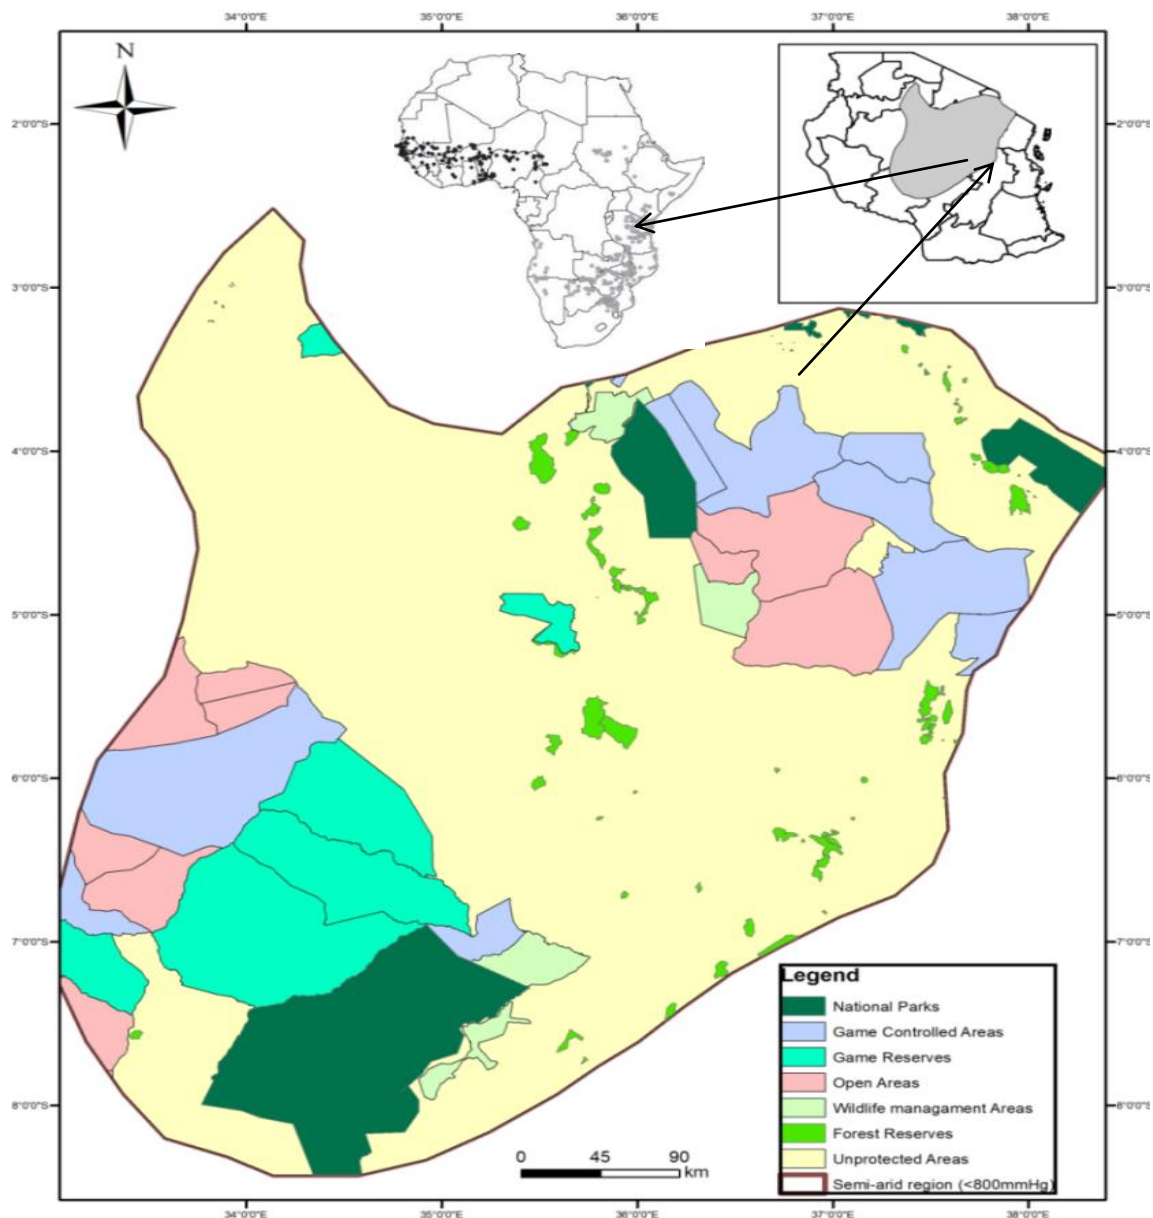 34°0'0"E 35°0'0"E 36°0'0"E 37°0'0"E 38°0'0"E
N
2°0'0"S 2°0'0"S
3°0'0"S 3°0'0"S
4°0'0"S 4°0'0"S
5°0'0"S 5°0'0"S
6°0'0"S 6°0'0"S
7°0'0"S 7°0'0"S
Legend
National Parks
Game Controlled Areas
Game Reserves
Open Areas
8°0'0"S 8°0'0"S
Wildlife managament Areas
Forest Reserves
Unprotected Areas
Semi-arid region (<800mmHg)
0 45 90
km
34°0'0"E 35°0'0"E 36°0'0"E 37°0'0"E 38°0'0"E